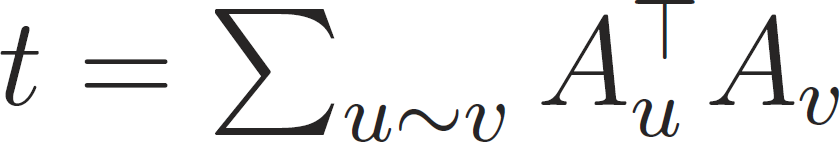 $t = \sum_{u \sim v} A_u^\top A_v$